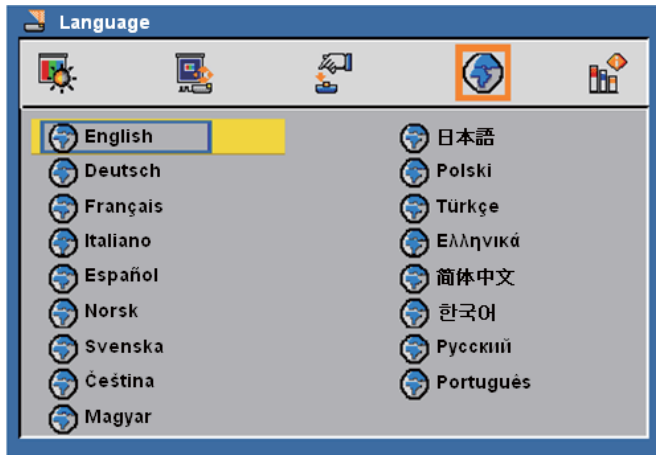 Language
English
Deutsch
Français
Italiano
Español
Norsk
Svenska
Čeština
Magyar
日本語
Polski
Türkçe
Ελληνικά
简体中文
한국어
Русский
Português